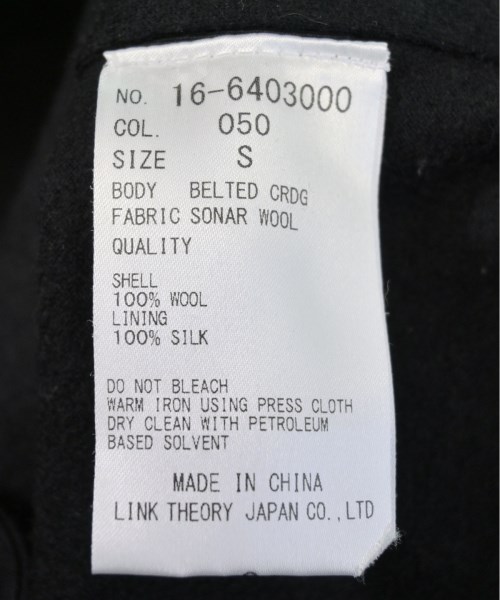 NO. 16-6403000
COL. 050
SIZE S
BODY BELTED CRDG
FABRIC SONAR WOOL
QUALITY
SHELL
100% WOOL
LINING
100% SILK
DO NOT BLEACH
WARM IRON USING PRESS CLOTH
DRY CLEAN WITH PETROLEUM
BASED SOLVENT
MADE IN CHINA
LINK THEORY JAPAN CO.,LTD